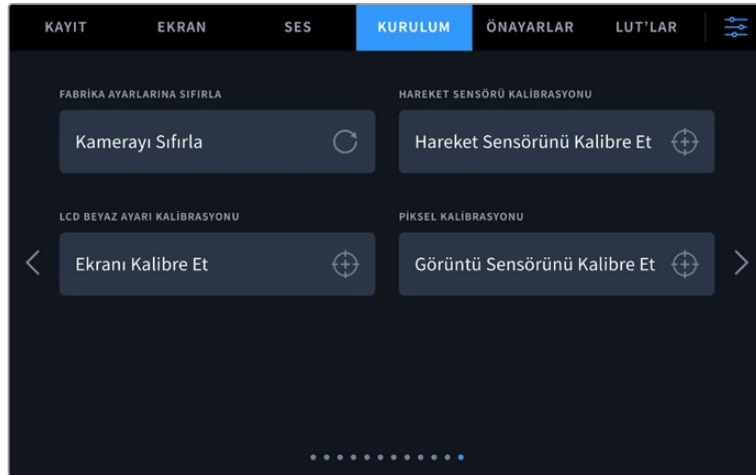 KAYIT EKRAN SES KURULUM ÖNAYARLAR LUT'LAR
FABRİKA AYARLARINA SIFIRLA
Kamerayı Sıfırla
HAREKET SENSÖRÜ KALİBRASYONU
Hareket Sensörünü Kalibre Et
LCD BEYAZ AYARI KALİBRASYONU
Ekranı Kalibre Et
PİKSEL KALİBRASYONU
Görüntü Sensörünü Kalibre Et